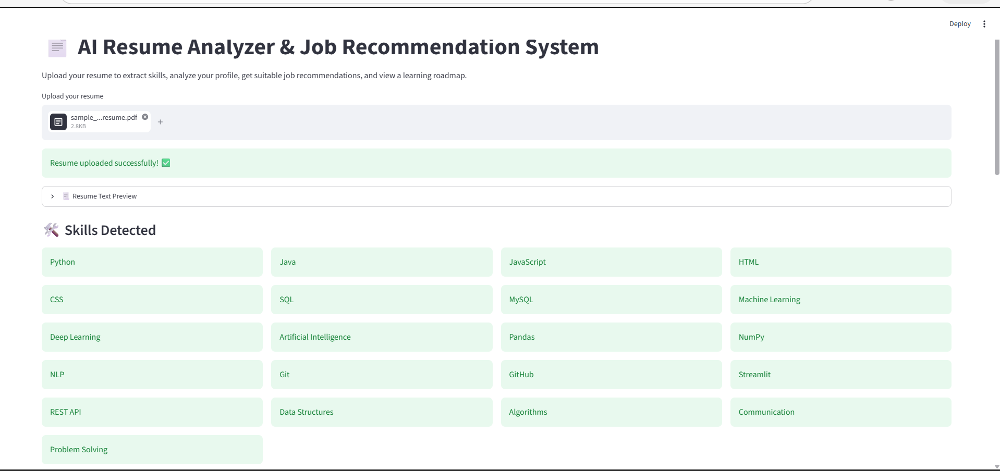 Deploy
AI Resume Analyzer & Job Recommendation System
Upload your resume to extract skills, analyze your profile, get suitable job recommendations, and view a learning roadmap.
Upload your resume
sample_...resume.pdf
2.8KB
Resume uploaded successfully! ✅
Resume Text Preview
Skills Detected
Python Java JavaScript HTML
CSS SQL MySQL Machine Learning
Deep Learning Artificial Intelligence Pandas NumPy
NLP Git GitHub Streamlit
REST API Data Structures Algorithms Communication
Problem Solving